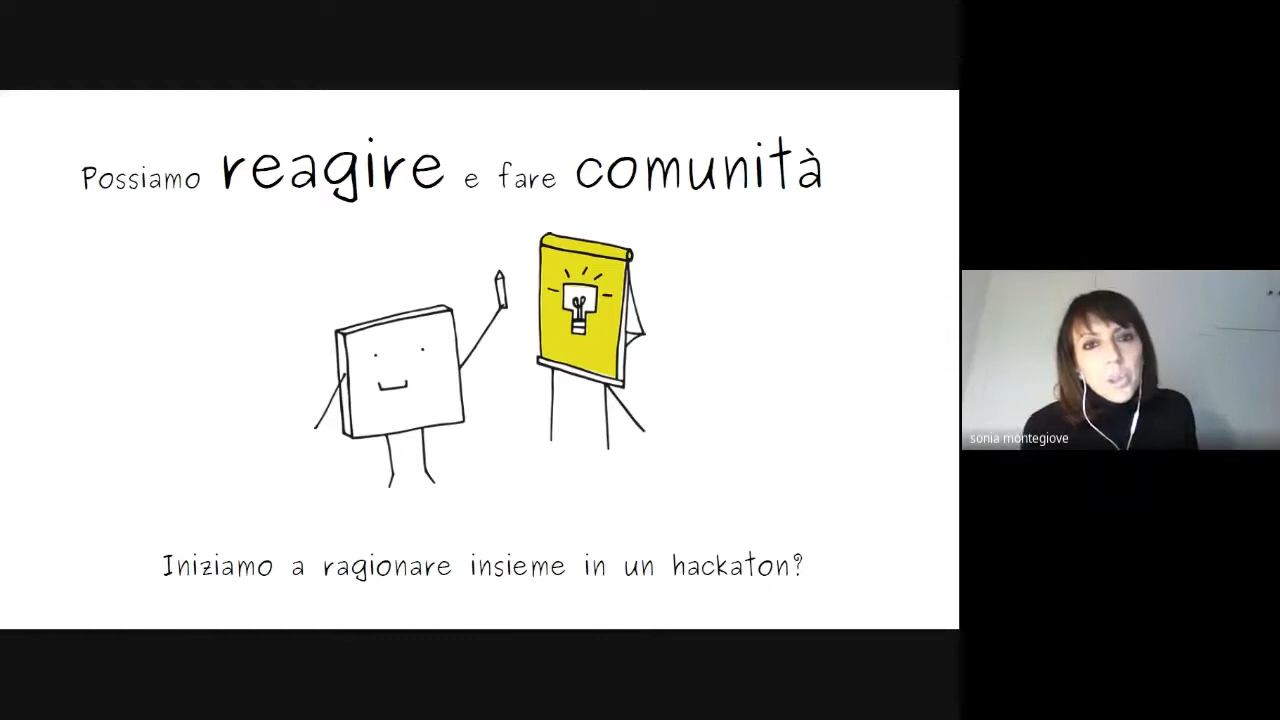 Possiamo reagire e fare comunità
Iniziamo a ragionare insieme in un hackaton?
sonia montegiove